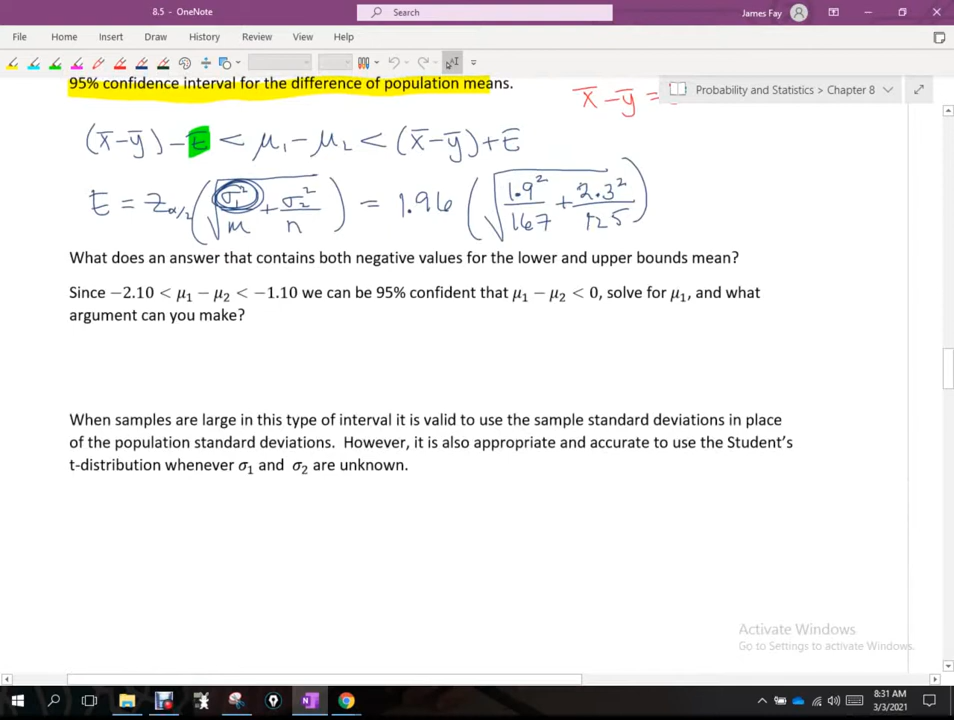 8.5 - OneNote
Search
James Fay
File Home Insert Draw History Review View Help
95% confidence interval for the difference of population means.
x̄ - ȳ =
Probability and Statistics > Chapter 8
(x̄-ȳ) - E < μ₁ - μ₂ < (x̄-ȳ) + E
E = z_α/2 (√(σ₁²/m + σ₂²/n)) = 1.96 (√(1.9²/167 + 2.3²/125))
What does an answer that contains both negative values for the lower and upper bounds mean?
Since −2.10 < μ₁ − μ₂ < −1.10 we can be 95% confident that μ₁ − μ₂ < 0, solve for μ₁, and what
argument can you make?
When samples are large in this type of interval it is valid to use the sample standard deviations in place
of the population standard deviations. However, it is also appropriate and accurate to use the Student's
t-distribution whenever σ₁ and σ₂ are unknown.
Activate Windows
Go to Settings to activate Windows.
8:31 AM
3/3/2021